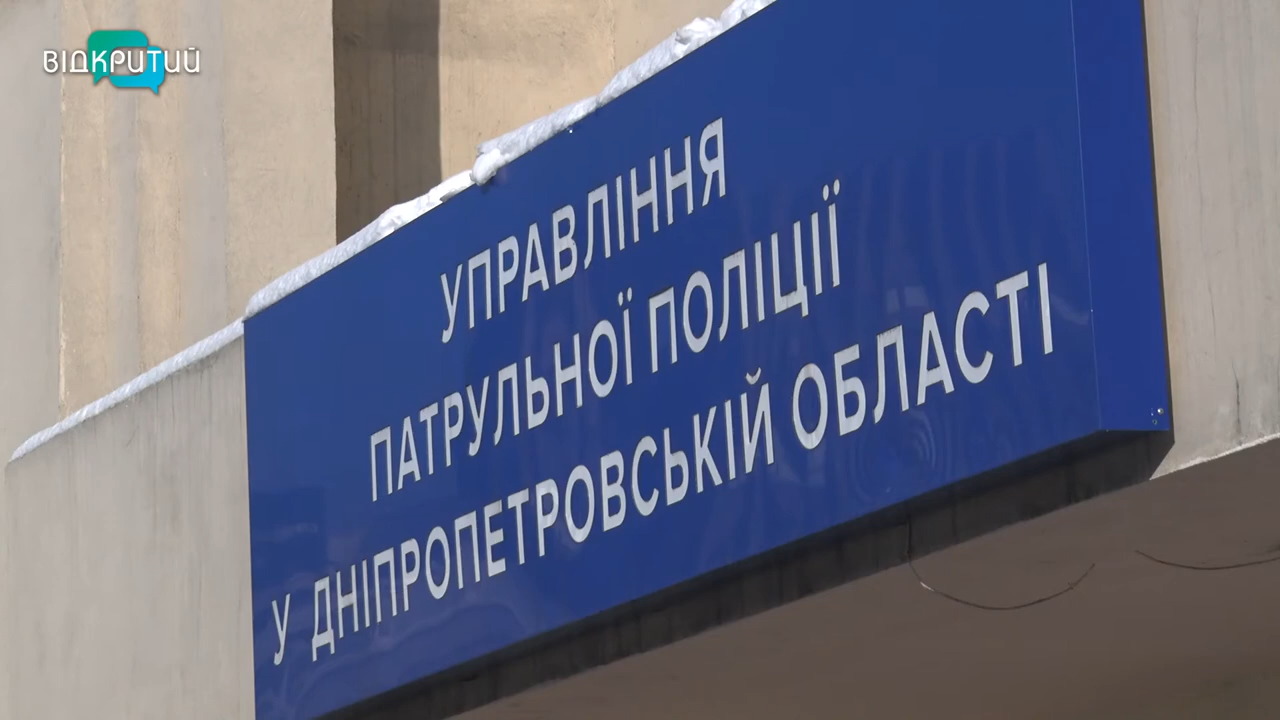 ВІДКРИТИЙ
УПРАВЛІННЯ
ПАТРУЛЬНОЇ ПОЛІЦІЇ
У ДНІПРОПЕТРОВСЬКІЙ ОБЛАСТІ